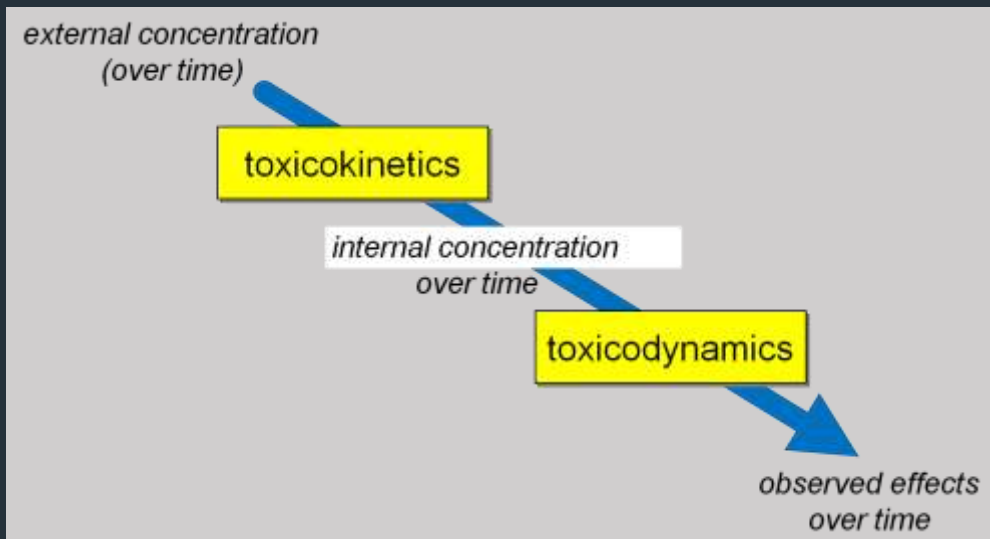 external concentration
(over time)
toxicokinetics
internal concentration
over time
toxicodynamics
observed effects
over time